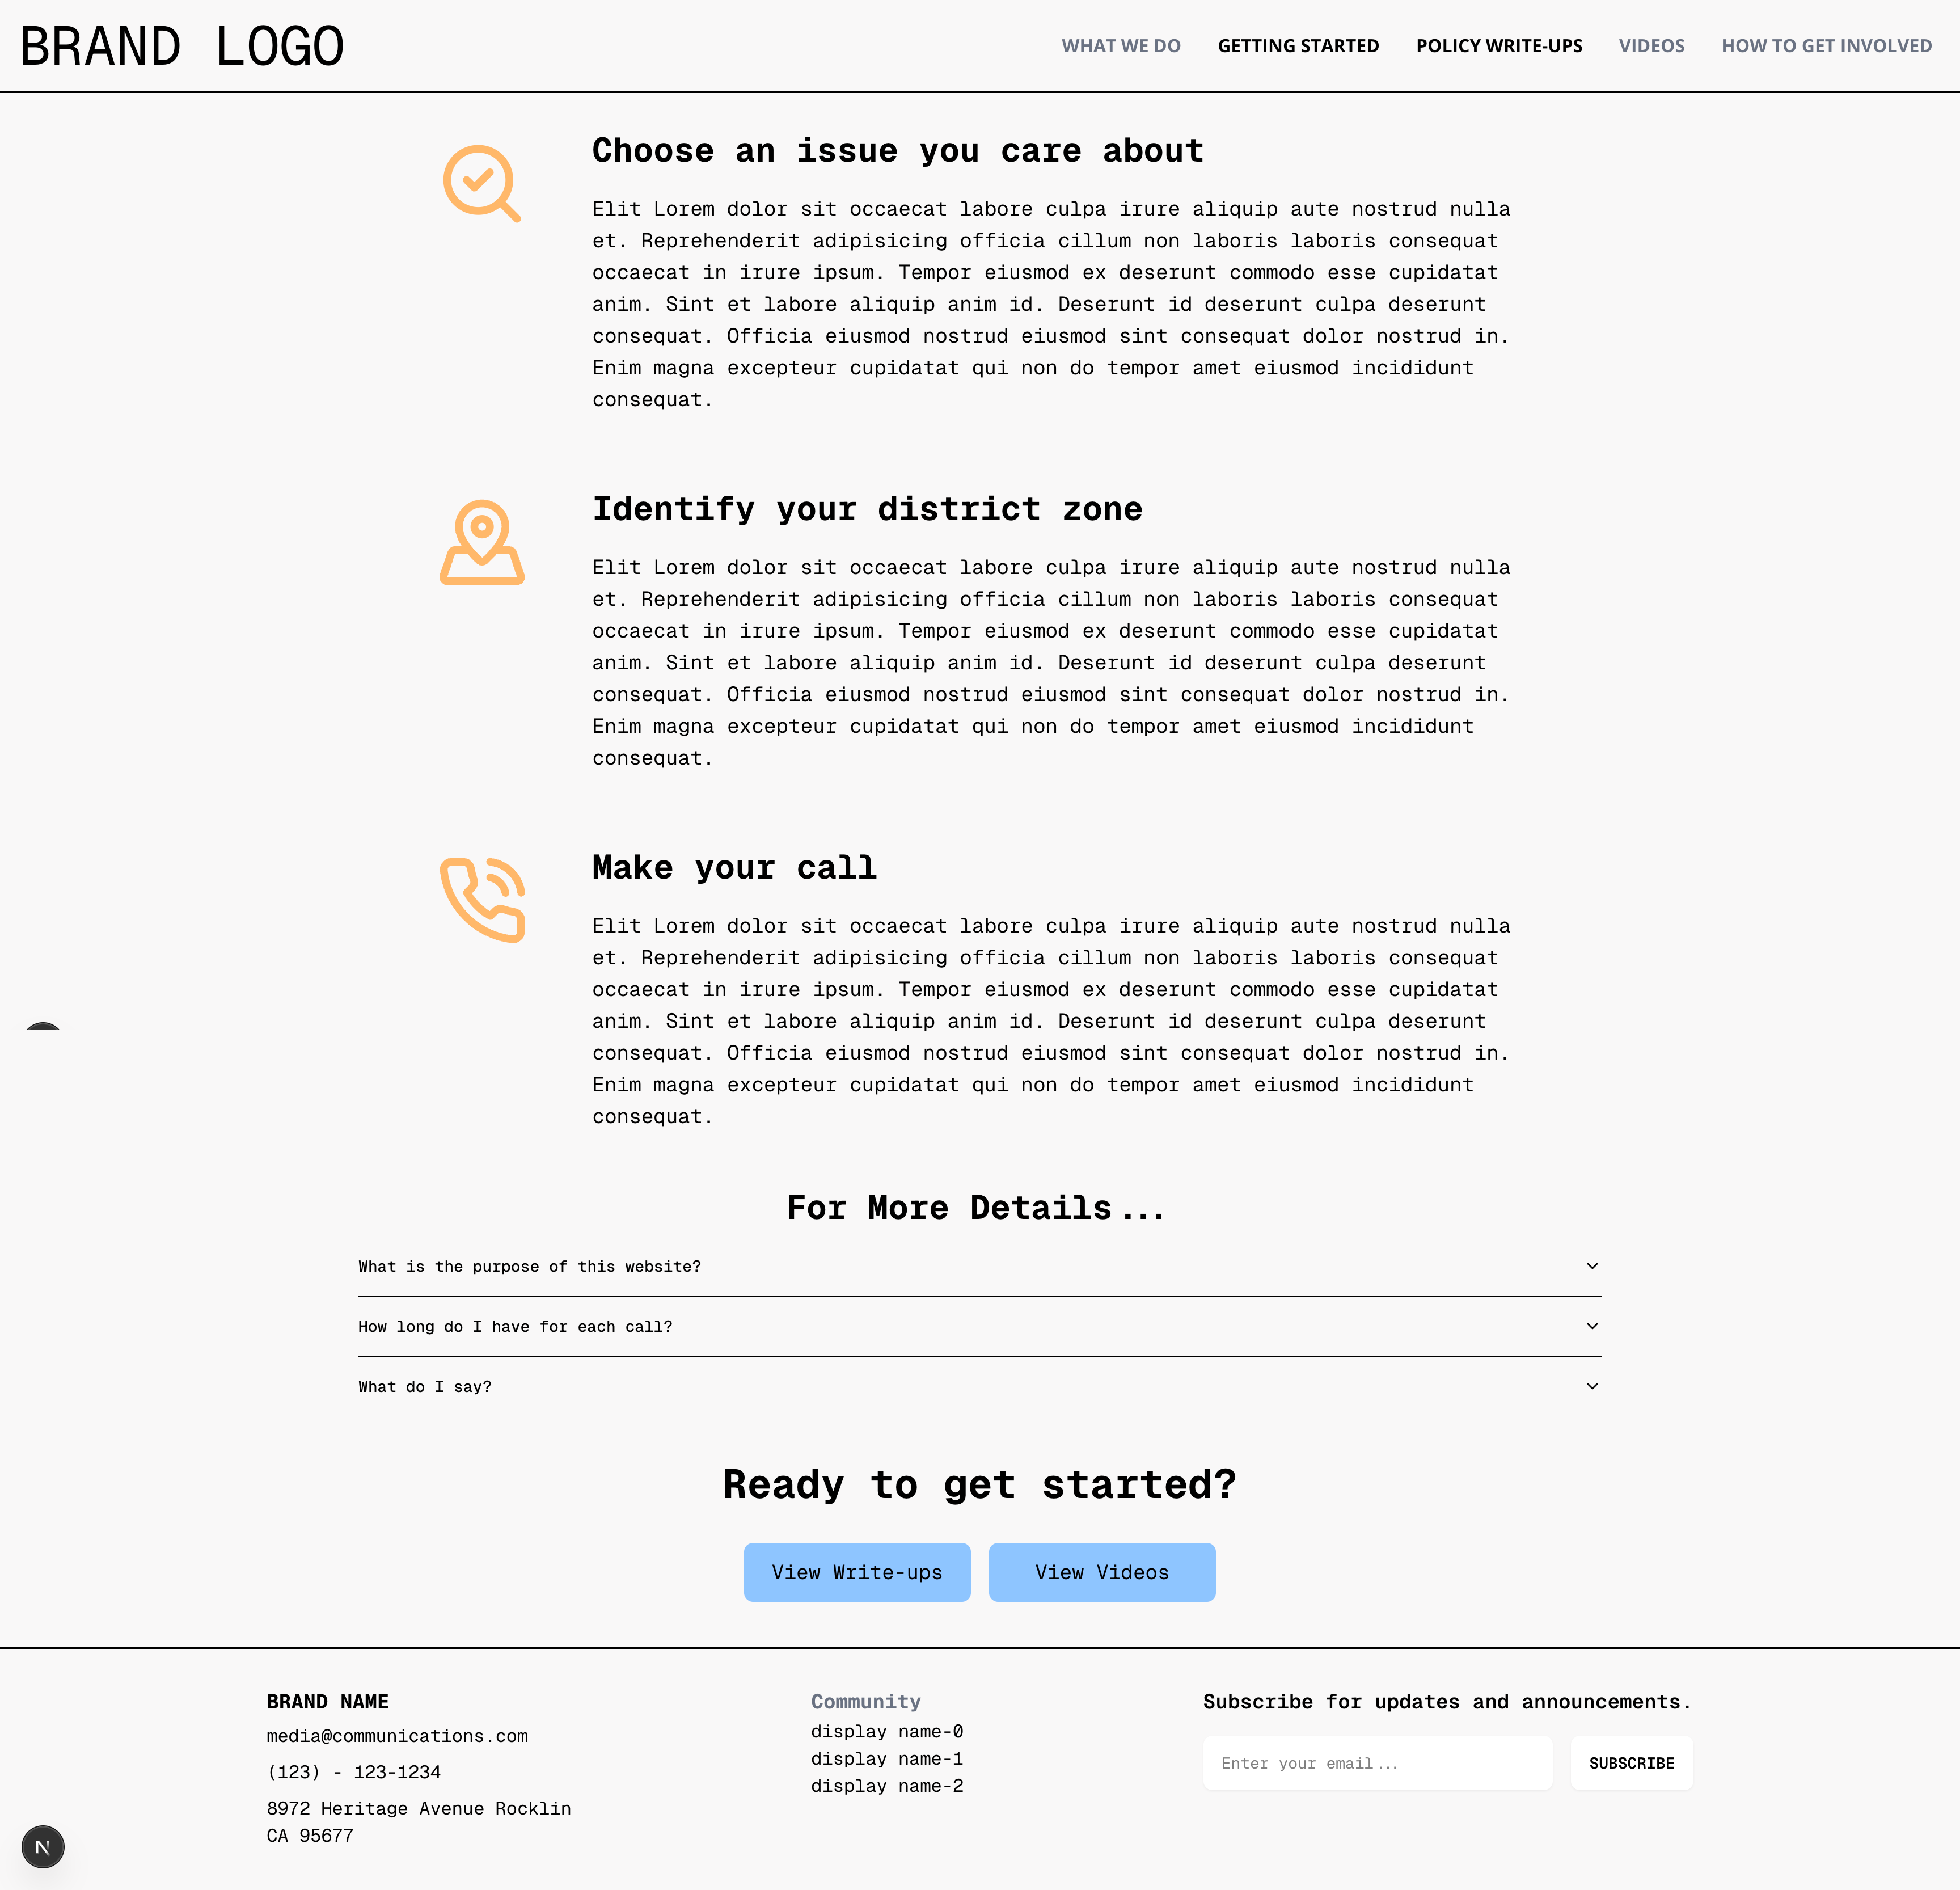 BRAND LOGO
WHAT WE DO
GETTING STARTED
POLICY WRITE-UPS
VIDEOS
HOW TO GET INVOLVED
Choose an issue you care about
Elit Lorem dolor sit occaecat labore culpa irure aliquip aute nostrud nulla
et. Reprehenderit adipisicing officia cillum non laboris laboris consequat
occaecat in irure ipsum. Tempor eiusmod ex deserunt commodo esse cupidatat
anim. Sint et labore aliquip anim id. Deserunt id deserunt culpa deserunt
consequat. Officia eiusmod nostrud eiusmod sint consequat dolor nostrud in.
Enim magna excepteur cupidatat qui non do tempor amet eiusmod incididunt
consequat.
Identify your district zone
Elit Lorem dolor sit occaecat labore culpa irure aliquip aute nostrud nulla
et. Reprehenderit adipisicing officia cillum non laboris laboris consequat
occaecat in irure ipsum. Tempor eiusmod ex deserunt commodo esse cupidatat
anim. Sint et labore aliquip anim id. Deserunt id deserunt culpa deserunt
consequat. Officia eiusmod nostrud eiusmod sint consequat dolor nostrud in.
Enim magna excepteur cupidatat qui non do tempor amet eiusmod incididunt
consequat.
Make your call
Elit Lorem dolor sit occaecat labore culpa irure aliquip aute nostrud nulla
et. Reprehenderit adipisicing officia cillum non laboris laboris consequat
occaecat in irure ipsum. Tempor eiusmod ex deserunt commodo esse cupidatat
anim. Sint et labore aliquip anim id. Deserunt id deserunt culpa deserunt
consequat. Officia eiusmod nostrud eiusmod sint consequat dolor nostrud in.
Enim magna excepteur cupidatat qui non do tempor amet eiusmod incididunt
consequat.
For More Details...
What is the purpose of this website?
How long do I have for each call?
What do I say?
Ready to get started?
View Write-ups
View Videos
BRAND NAME
media@communications.com
(123) - 123-1234
8972 Heritage Avenue Rocklin
CA 95677
Community
display name-0
display name-1
display name-2
Subscribe for updates and announcements.
Enter your email...
SUBSCRIBE
N